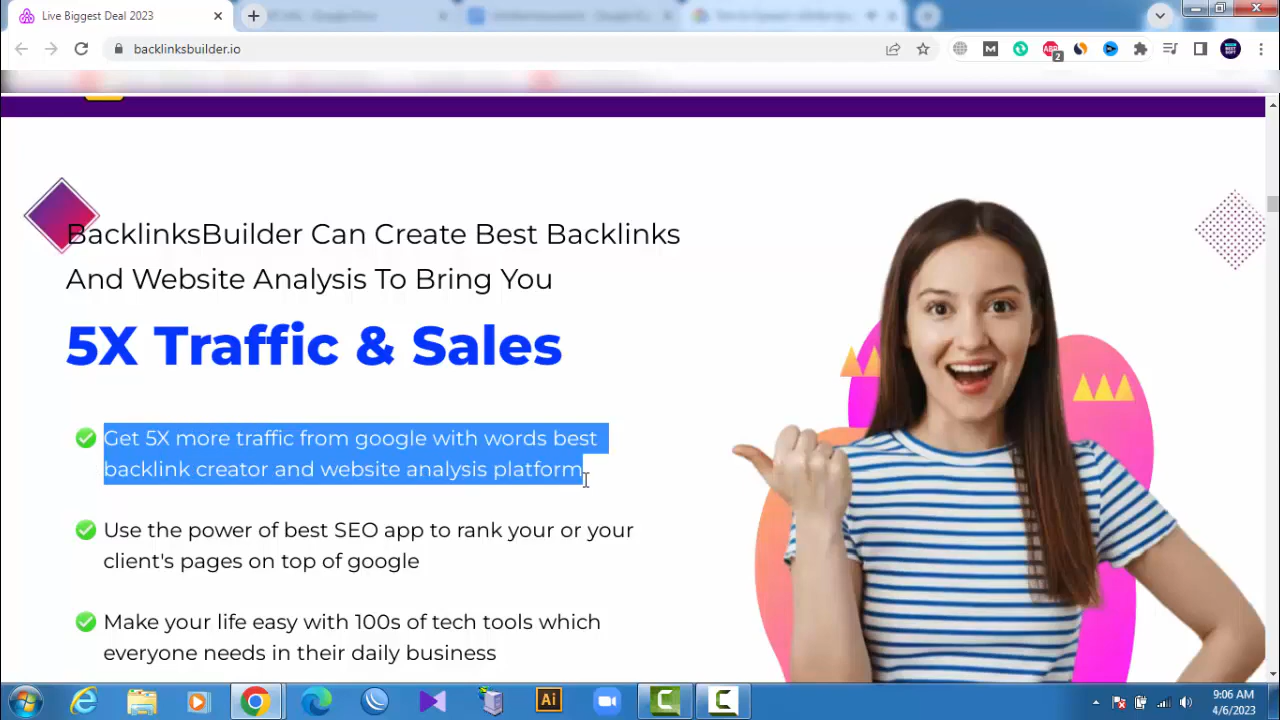 Live Biggest Deal 2023
backlinksbuilder.io
M
ABP
2
BacklinksBuilder Can Create Best Backlinks
And Website Analysis To Bring You
5X Traffic & Sales
Get 5X more traffic from google with words best
backlink creator and website analysis platform
Use the power of best SEO app to rank your or your
client's pages on top of google
Make your life easy with 100s of tech tools which
everyone needs in their daily business
Ai
C
C
9:06 AM
4/6/2023